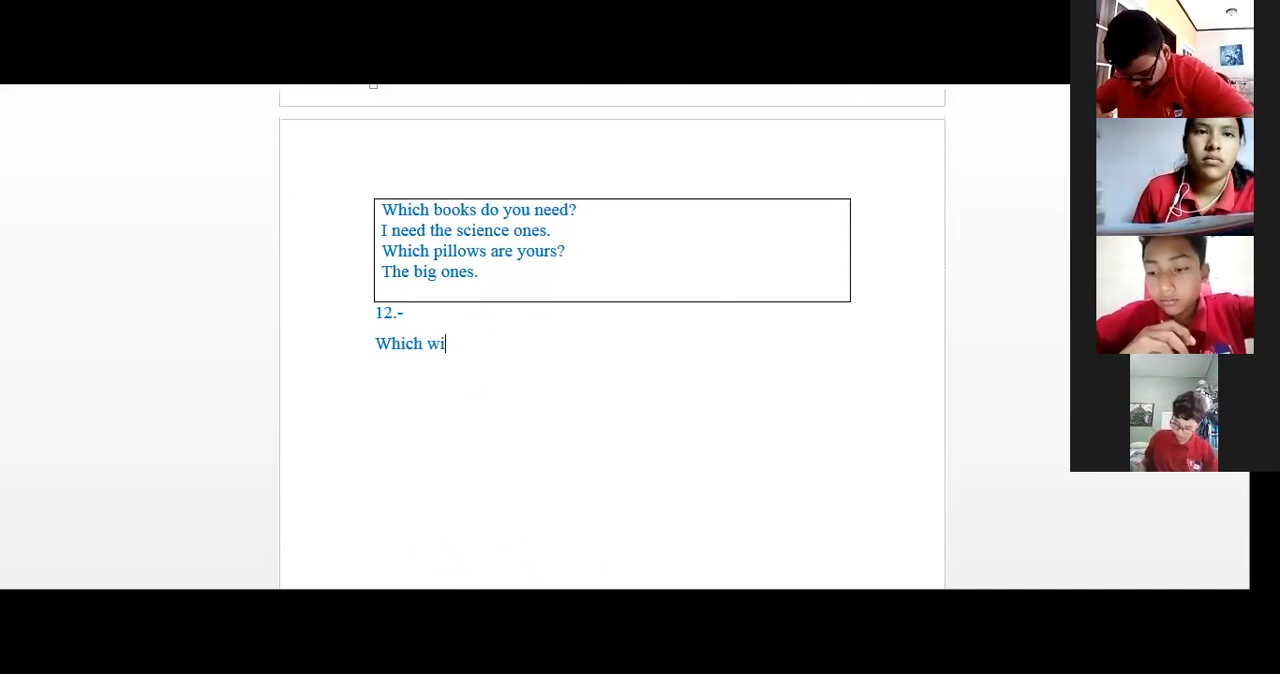 Which books do you need?
I need the science ones.
Which pillows are yours?
The big ones.
12.-
Which wi